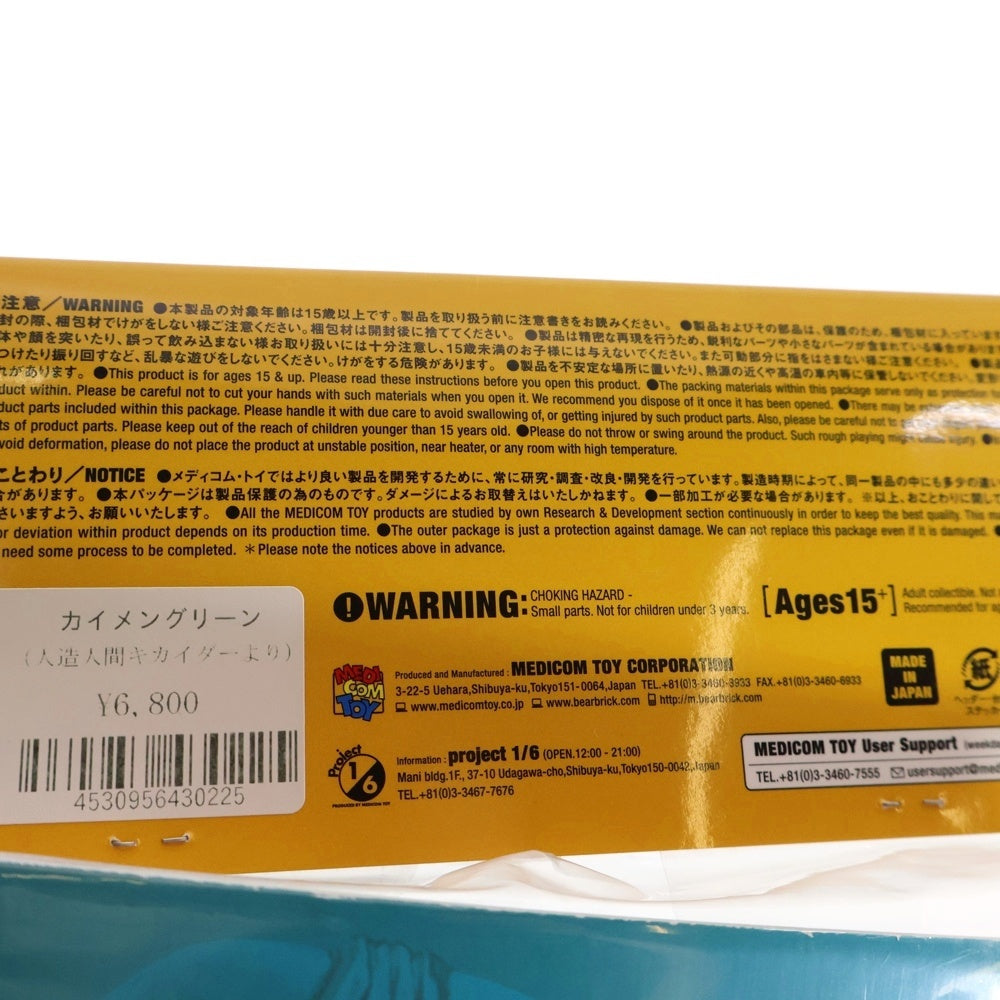 注意／WARNING ●本製品の対象年齢は15歳以上です。製品を取り扱う前に注意書きをお読みください。 ●製品およびその部品は、保護のため、梱包材に入って
封の際、梱包材でけがをしない様ご注意ください。梱包材は開封後に捨ててください。 ●製品は精密な再現を行うため、鋭利なパーツや小さなパーツが含まれている場合が
体や顔を突いたり、誤って飲み込まない様お取り扱いには十分注意し、15歳未満のお子様には与えないでください。また可動部分に指をはさまない様ご注意ください。
つけたり振り回すなど、乱暴な遊びをしないでください。けがをする危険があります。 ●製品を不安定な場所に置いたり、熱源の近くや高温の車内等に保管しないでください。
れがあります。 ●This product is for ages 15 & up. Please read these instructions before you open this product. ●The packing materials within this package serve only as
duct within. Please be careful not to cut your hands with such materials when you open it. We recommend you dispose of it once it has been opened. ●There may be
duct parts included within this package. Please handle it with due care to avoid swallowing of, or getting injured by such product parts. Also, please be careful not to
ts of product parts. Please keep out of the reach of children younger than 15 years old. ●Please do not throw or swing around the product. Such rough playing might cause injury.
void deformation, please do not place the product at unstable position, near heater, or any room with high temperature.
ことわり／NOTICE ●メディコム・トイではより良い製品を開発するために、常に研究・調査・改良・開発を行っています。製造時期によって、同一製品の中にも多少の違い
合があります。 ●本パッケージは製品保護の為のものです。ダメージによるお取替えはいたしかねます。 ●一部加工が必要な場合があります。 ※以上、おことわりに関し
さいますよう、お願いいたします。 ●All the MEDICOM TOY products are studied by own Research & Development section continuously in order to keep the best quality. This
or deviation within product depends on its production time. ●The outer package is just a protection against damage. We can not replace this package even if it is damaged.
need some process to be completed. ＊Please note the notices above in advance.
カイメングリーン
(人造人間キカイダーより)
¥6,800
4530956430225
WARNING: CHOKING HAZARD -
Small parts. Not for children under 3 years.
[Ages15+]
Adult collectible. Not
Recommended for
MEDICOM TOY
Produced and Manufactured : MEDICOM TOY CORPORATION
3-22-5 Uehara,Shibuya-ku,Tokyo151-0064,Japan TEL.+81(0)3-3460-8933 FAX.+81(0)3-3460-6933
www.medicomtoy.co.jp www.bearbrick.com http://m.bearbrick.com
MADE IN JAPAN
紙
Project 1/6
PRODUCED BY MEDICOM TOY
Information : project 1/6 (OPEN.12:00 - 21:00)
Mani bldg.1F., 37-10 Udagawa-cho,Shibuya-ku,Tokyo150-0042,Japan
TEL.+81(0)3-3467-7676
MEDICOM TOY User Support
TEL.+81(0)3-3460-7555 usersupport@med